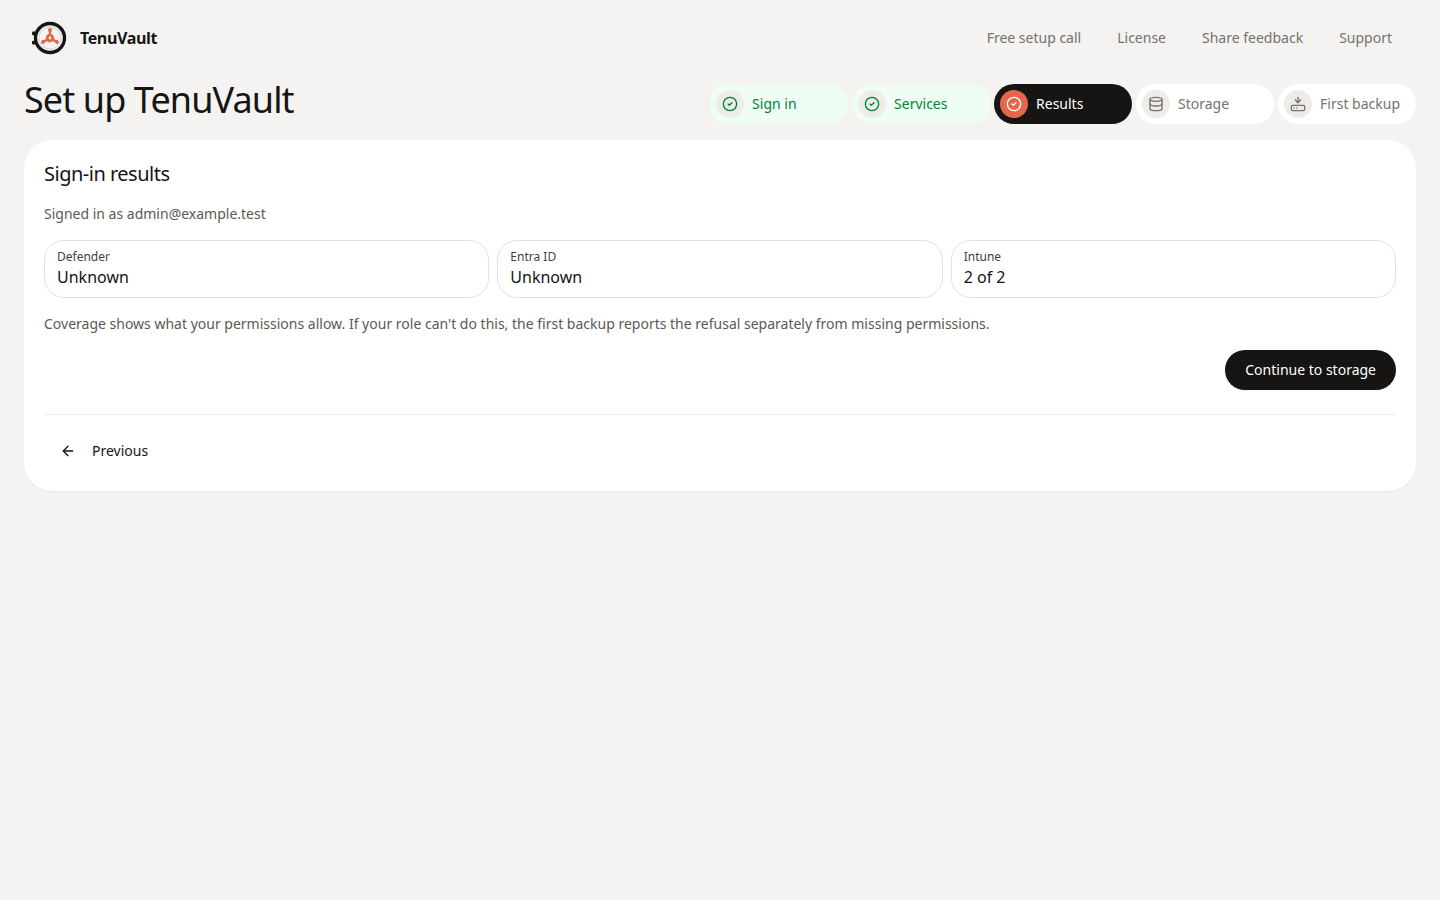 TenuVault
Free setup call
License
Share feedback
Support
Set up TenuVault
Sign in
Services
Results
Storage
First backup
Sign-in results
Signed in as admin@example.test
Defender
Unknown
Entra ID
Unknown
Intune
2 of 2
Coverage shows what your permissions allow. If your role can't do this, the first backup reports the refusal separately from missing permissions.
Continue to storage
Previous